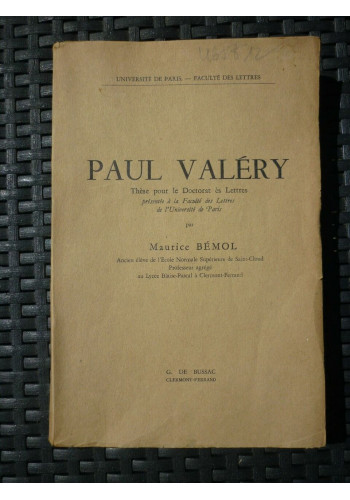 UNIVERSITÉ DE PARIS — FACULTÉ DES LETTRES
PAUL VALÉRY
Thèse pour le Doctorat ès Lettres
présentée à la Faculté des Lettres
de l'Université de Paris
par
Maurice BÉMOL
Ancien élève de l'École Normale Supérieure de Saint-Cloud
Professeur agrégé
au Lycée Blaise-Pascal à Clermont-Ferrand
G. DE BUSSAC
CLERMONT-FERRAND